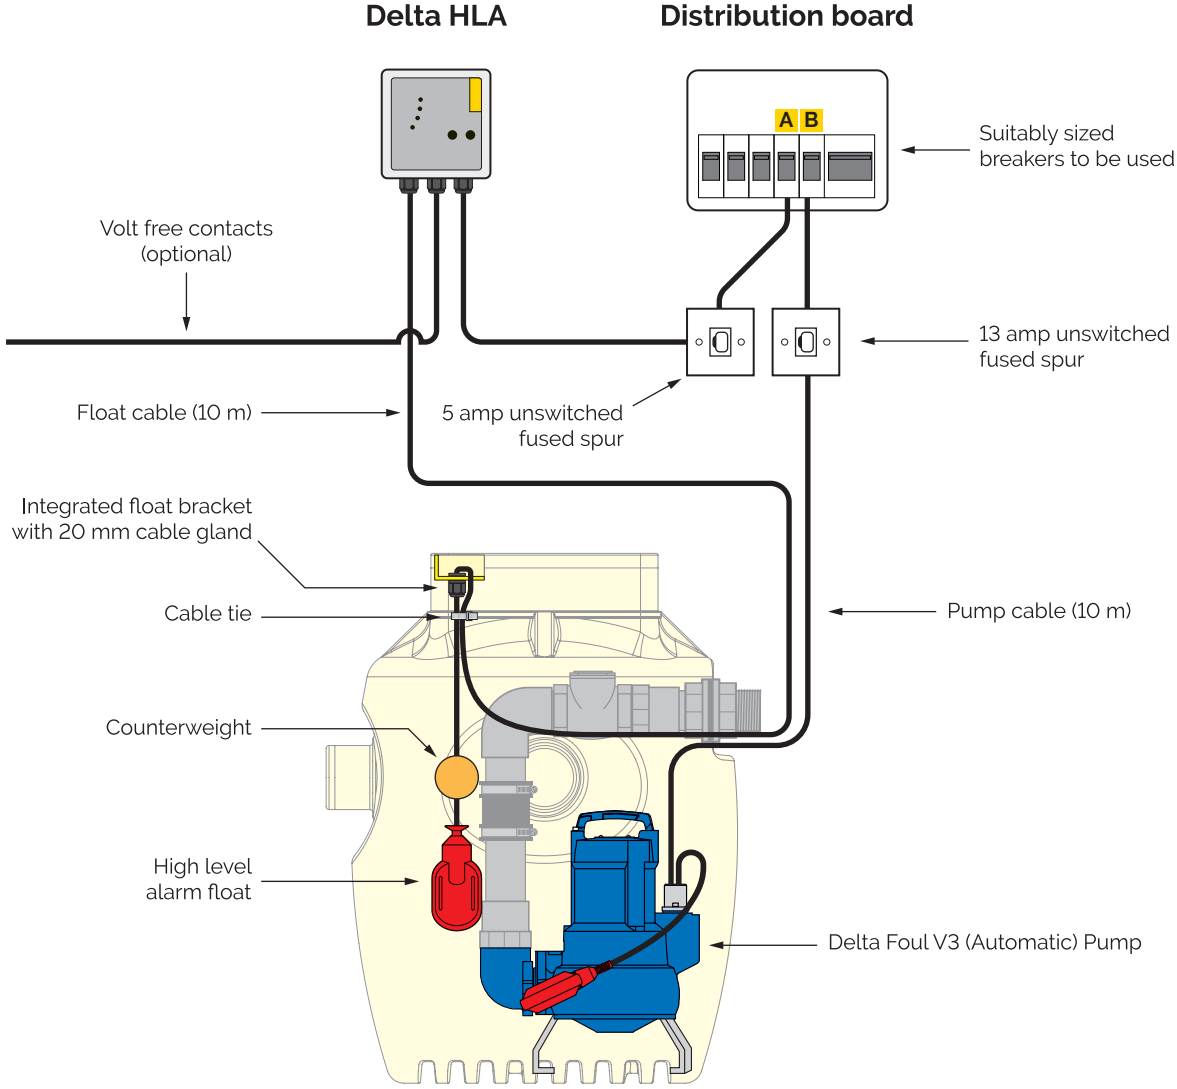 Delta HLA
Distribution board
A B
Suitably sized
breakers to be used
Volt free contacts
(optional)
13 amp unswitched
fused spur
Float cable (10 m)
5 amp unswitched
fused spur
Integrated float bracket
with 20 mm cable gland
Cable tie
Pump cable (10 m)
Counterweight
High level
alarm float
Delta Foul V3 (Automatic) Pump